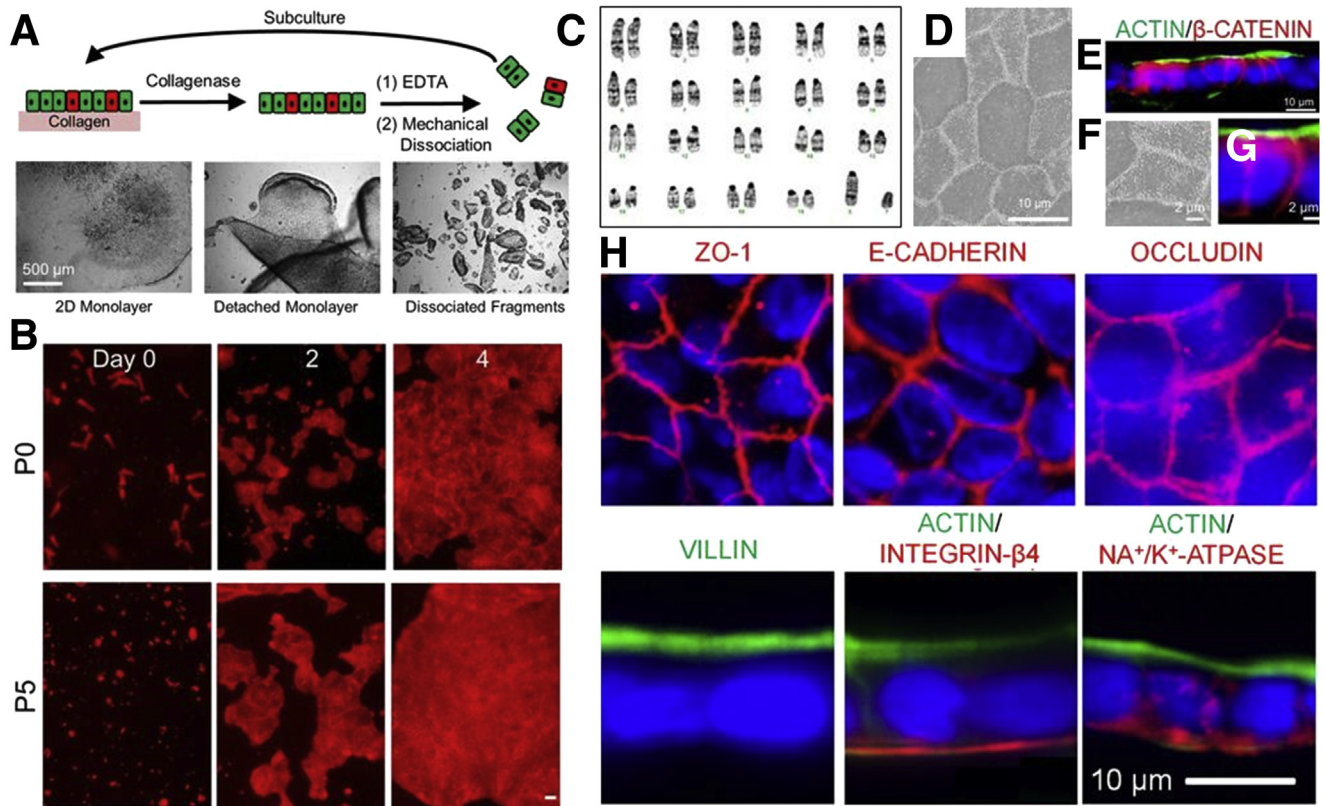 A
Subculture
Collagenase
(1) EDTA
(2) Mechanical
Dissociation
Collagen
500 µm
2D Monolayer
Detached Monolayer
Dissociated Fragments
B
Day 0
2
4
P0
P5
C
D
10 µm
ACTIN/β-CATENIN
E
10 µm
F
2 µm
G
2 µm
H
ZO-1
E-CADHERIN
OCCLUDIN
VILLIN
ACTIN/
INTEGRIN-β4
ACTIN/
NA⁺/K⁺-ATPASE
10 µm